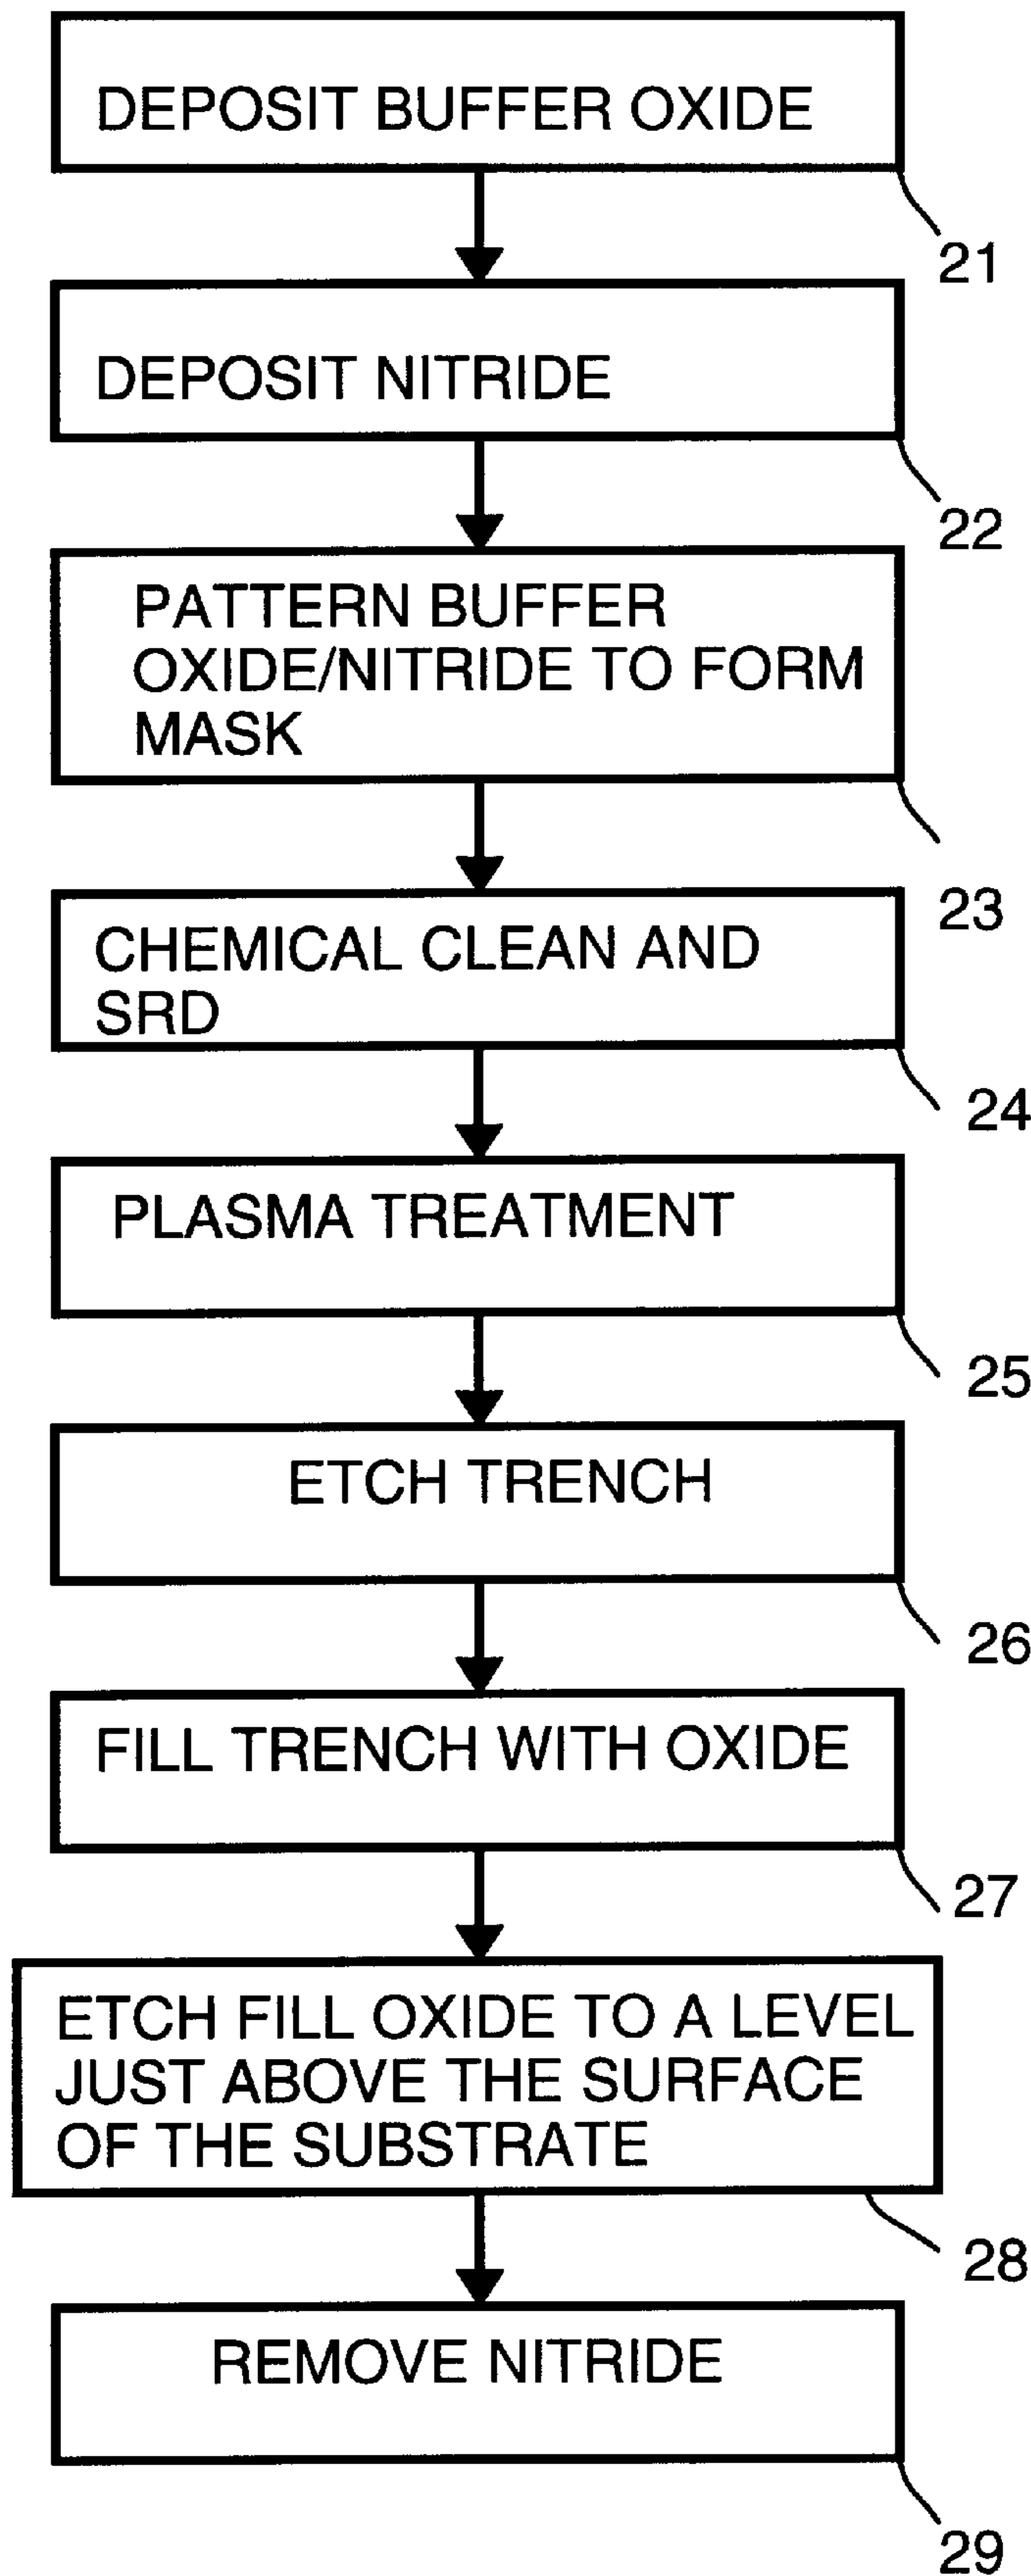 DEPOSIT BUFFER OXIDE
21
DEPOSIT NITRIDE
22
PATTERN BUFFER
OXIDE/NITRIDE TO FORM
MASK
23
CHEMICAL CLEAN AND
SRD
24
PLASMA TREATMENT
25
ETCH TRENCH
26
FILL TRENCH WITH OXIDE
27
ETCH FILL OXIDE TO A LEVEL
JUST ABOVE THE SURFACE
OF THE SUBSTRATE
28
REMOVE NITRIDE
29